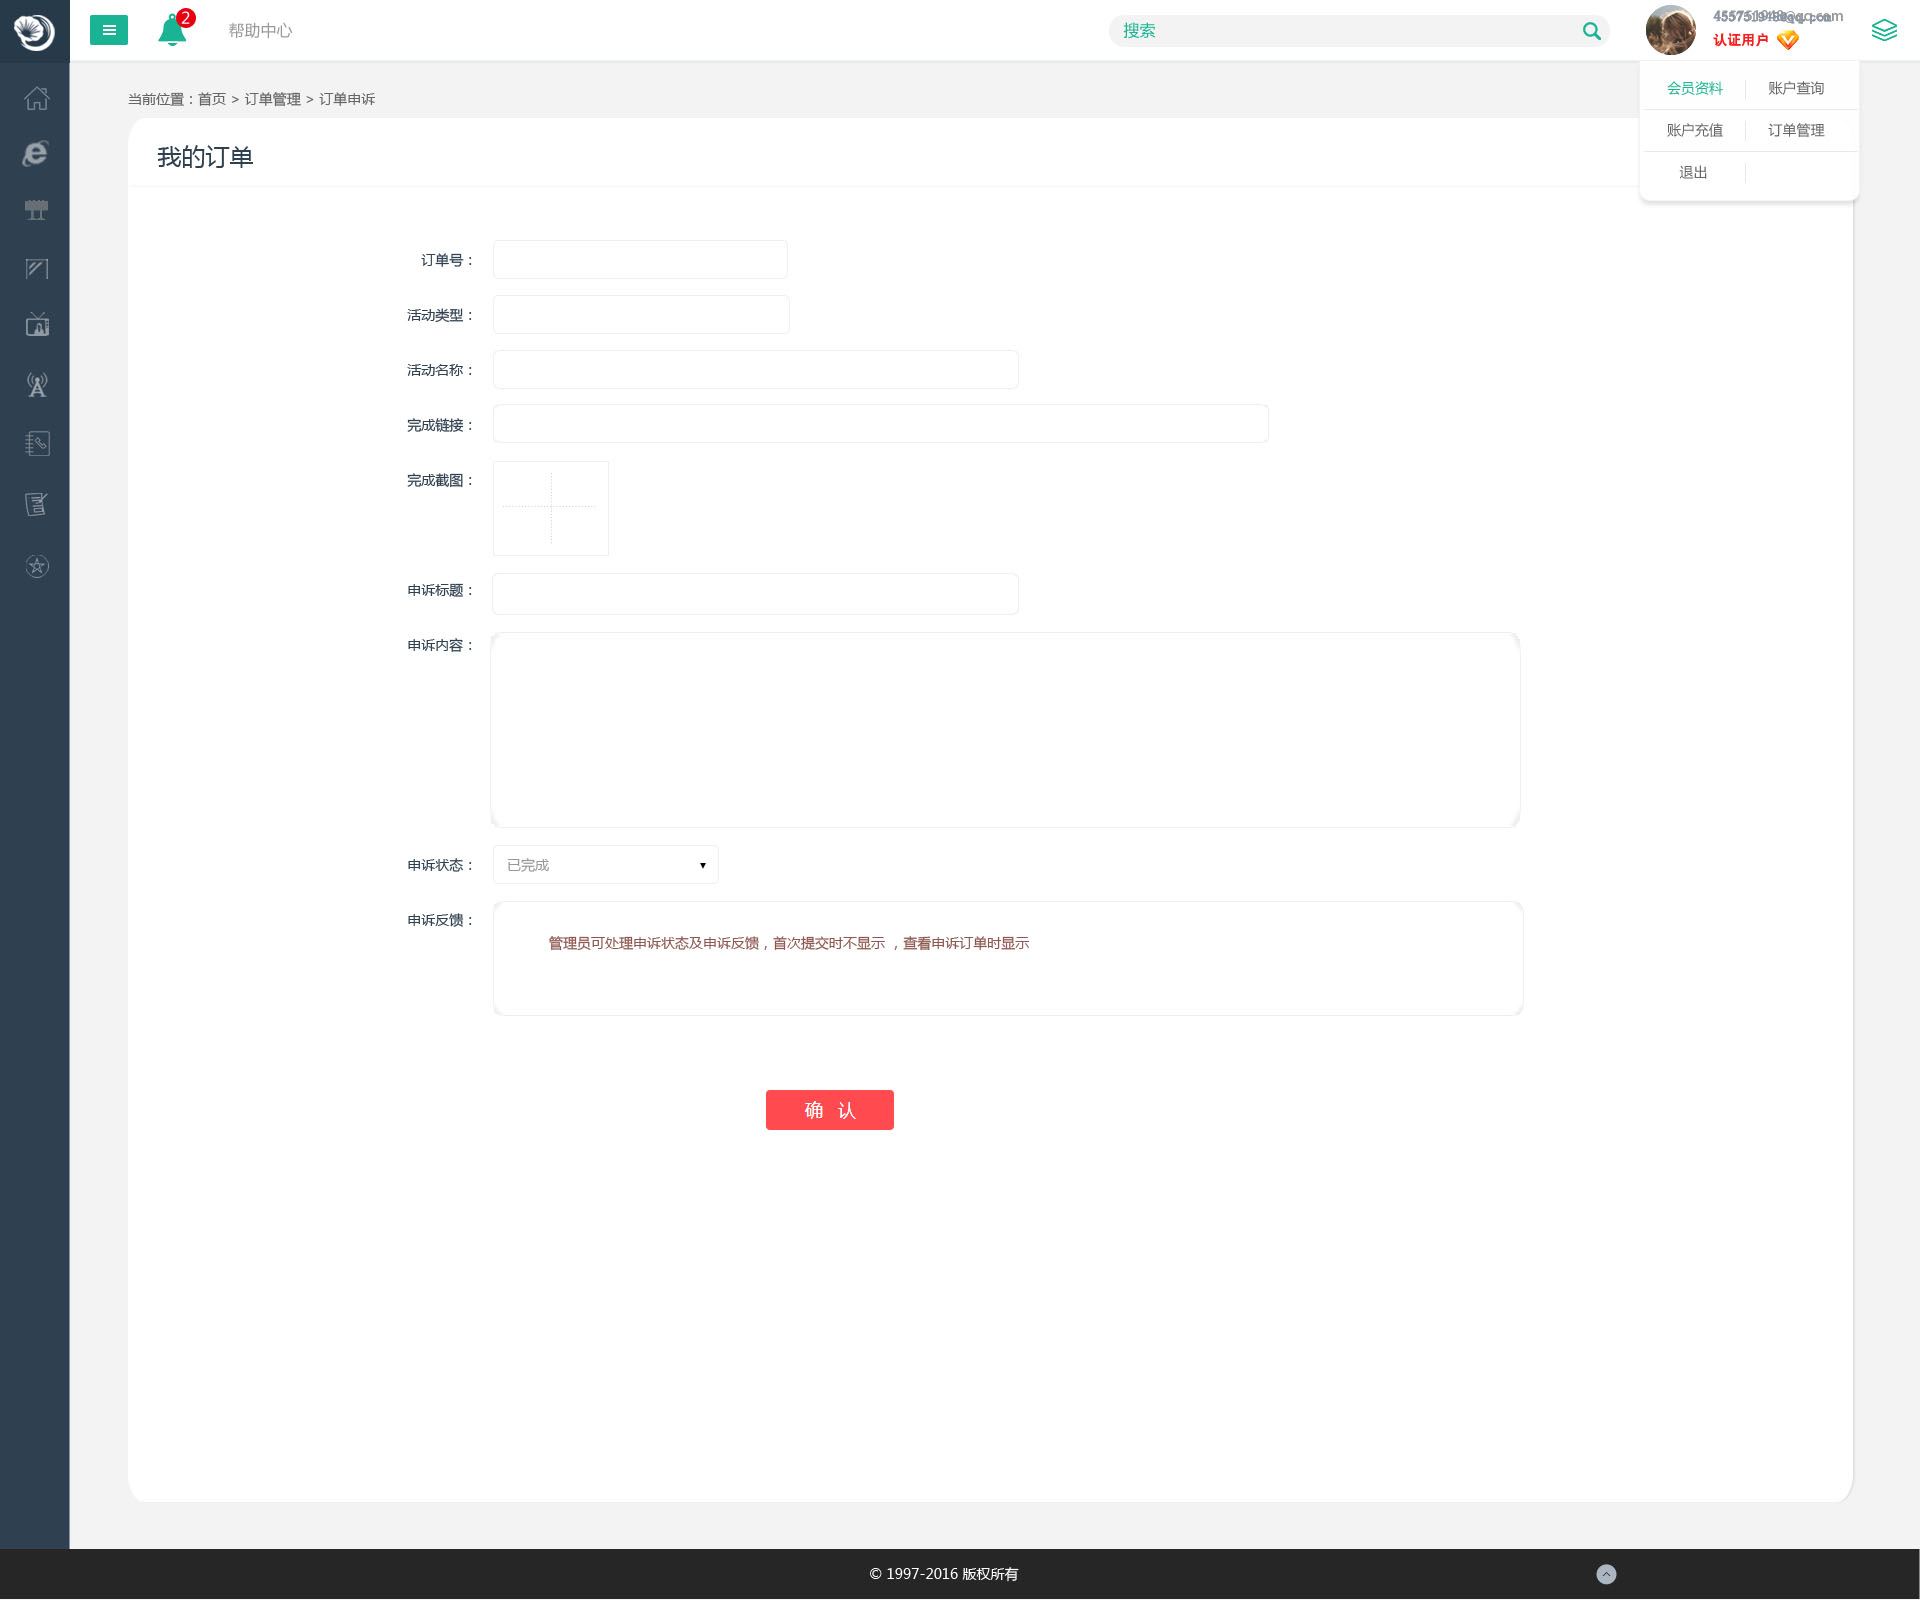 2
帮助中心
搜索
认证用户
会员资料 账户查询
账户充值 订单管理
退出
当前位置：首页 > 订单管理 > 订单申诉
我的订单
订单号：
活动类型：
活动名称：
完成链接：
完成截图：
申诉标题：
申诉内容：
申诉状态： 已完成
申诉反馈：
管理员可处理申诉状态及申诉反馈，首次提交时不显示 ，查看申诉订单时显示
确 认
© 1997-2016 版权所有